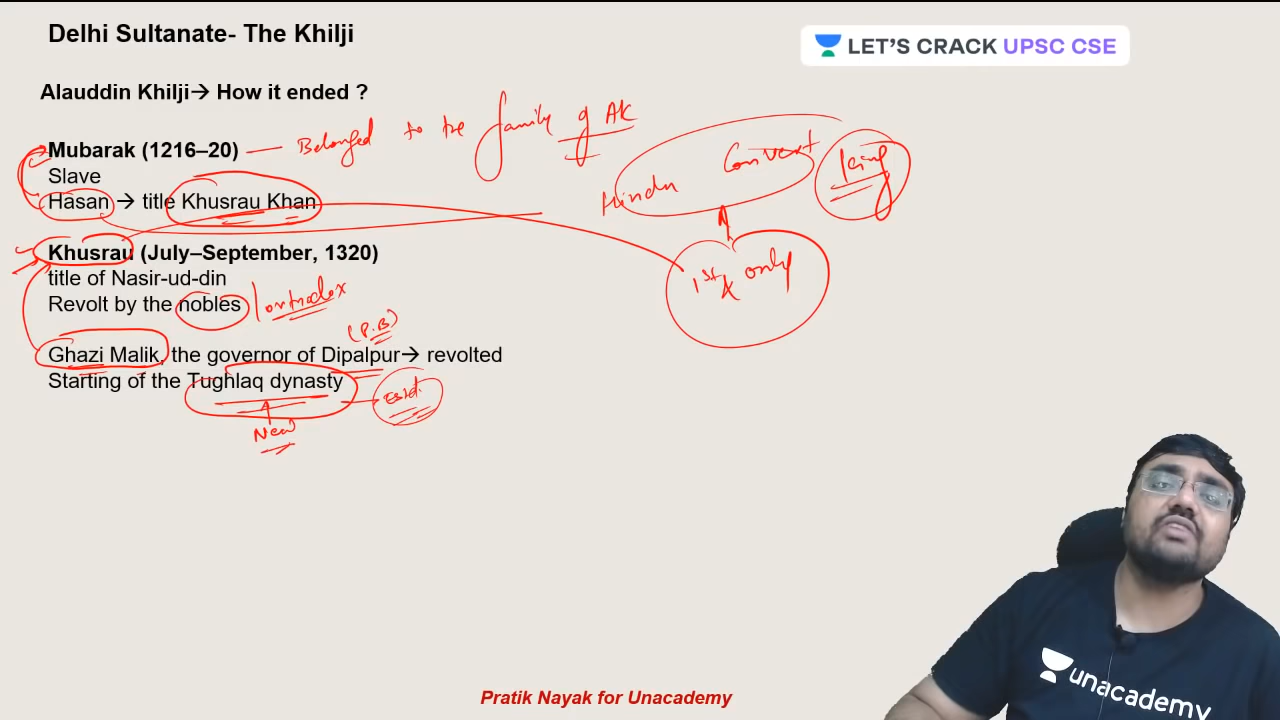 Delhi Sultanate- The Khilji
LET'S CRACK UPSC CSE
Alauddin Khilji→ How it ended ?
Mubarak (1216–20) — Belonged to the family of AK
Slave
Hasan → title Khusrau Khan
Hindu Convert king
1st & only
Khusrau (July–September, 1320)
title of Nasir-ud-din
Revolt by the nobles | ortodox
(P.B)
Ghazi Malik, the governor of Dipalpur→ revolted
Starting of the Tughlaq dynasty
New
unacademy
Pratik Nayak for Unacademy